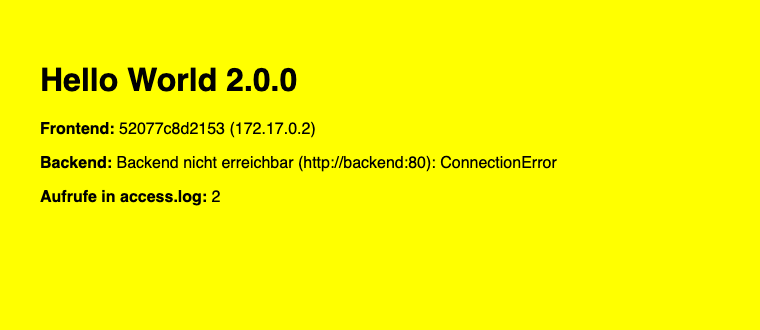 Hello World 2.0.0
Frontend: 52077c8d2153 (172.17.0.2)
Backend: Backend nicht erreichbar (http://backend:80): ConnectionError
Aufrufe in access.log: 2